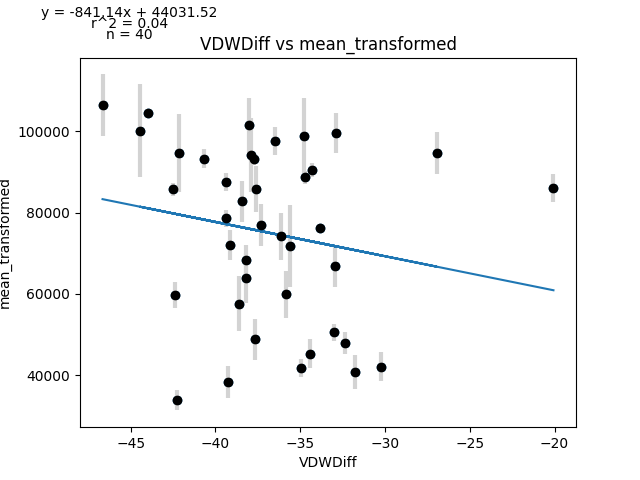 y = -841.14x + 44031.52
r^2 = 0.04
n = 40
VDWDiff vs mean_transformed
mean_transformed
100000
80000
60000
40000
−45
−40
−35
−30
−25
−20
VDWDiff